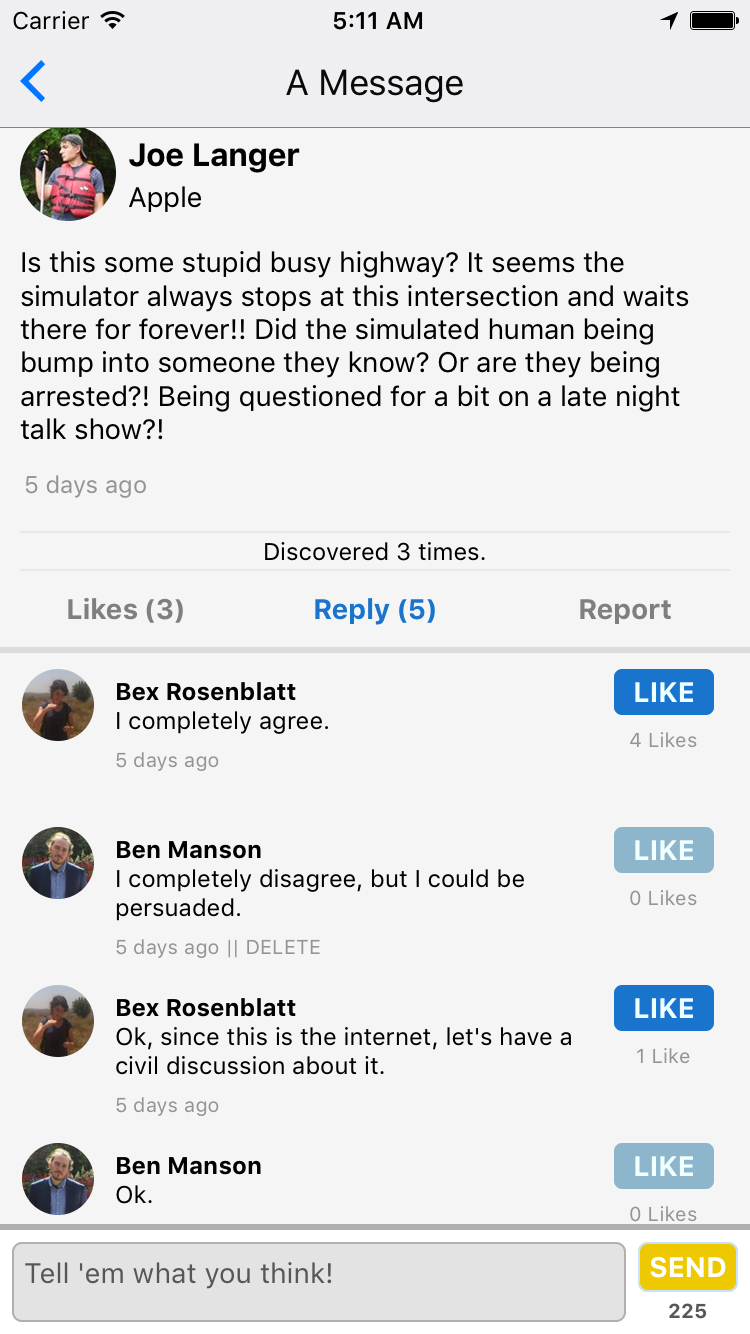 Carrier 5:11 AM
A Message
Joe Langer
Apple
Is this some stupid busy highway? It seems the
simulator always stops at this intersection and waits
there for forever!! Did the simulated human being
bump into someone they know? Or are they being
arrested?! Being questioned for a bit on a late night
talk show?!
5 days ago
Discovered 3 times.
Likes (3) Reply (5) Report
Bex Rosenblatt
I completely agree.
5 days ago
LIKE
4 Likes
Ben Manson
I completely disagree, but I could be
persuaded.
5 days ago || DELETE
LIKE
0 Likes
Bex Rosenblatt
Ok, since this is the internet, let's have a
civil discussion about it.
5 days ago
LIKE
1 Like
Ben Manson
Ok.
LIKE
0 Likes
Tell 'em what you think!
SEND
225